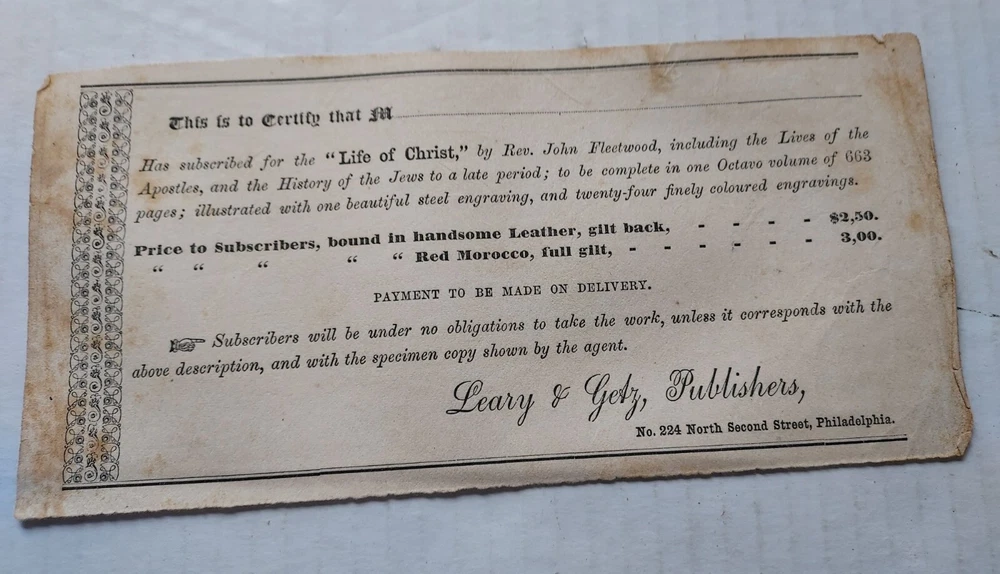 This is to Certify that M
Has subscribed for the "Life of Christ," by Rev. John Fleetwood, including the Lives of the
Apostles, and the History of the Jews to a late period; to be complete in one Octavo volume of 663
pages; illustrated with one beautiful steel engraving, and twenty-four finely coloured engravings.
Price to Subscribers, bound in handsome Leather, gilt back, - - - - $2,50.
“ “ “ “ “ Red Morocco, full gilt, - - - - - - 3,00.
PAYMENT TO BE MADE ON DELIVERY.
☞ Subscribers will be under no obligations to take the work, unless it corresponds with the
above description, and with the specimen copy shown by the agent.
Leary & Getz, Publishers,
No. 224 North Second Street, Philadelphia.